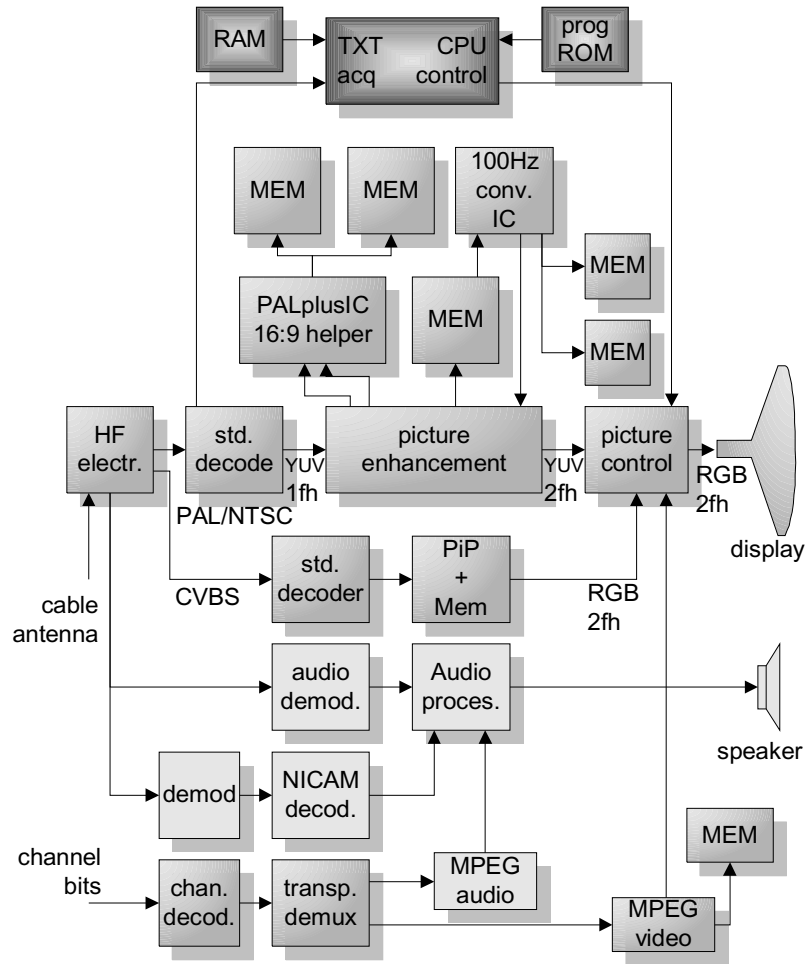 RAM
TXT CPU
acq control
prog
ROM
MEM
MEM
100Hz
conv.
IC
MEM
PALplusIC
16:9 helper
MEM
MEM
HF
electr.
std.
decode
YUV
1fh
picture
enhancement
YUV
2fh
picture
control
RGB
2fh
display
PAL/NTSC
cable
antenna
CVBS
std.
decoder
PiP
+
Mem
RGB
2fh
audio
demod.
Audio
proces.
speaker
demod
NICAM
decod.
MEM
channel
bits
chan.
decod.
transp.
demux
MPEG
audio
MPEG
video